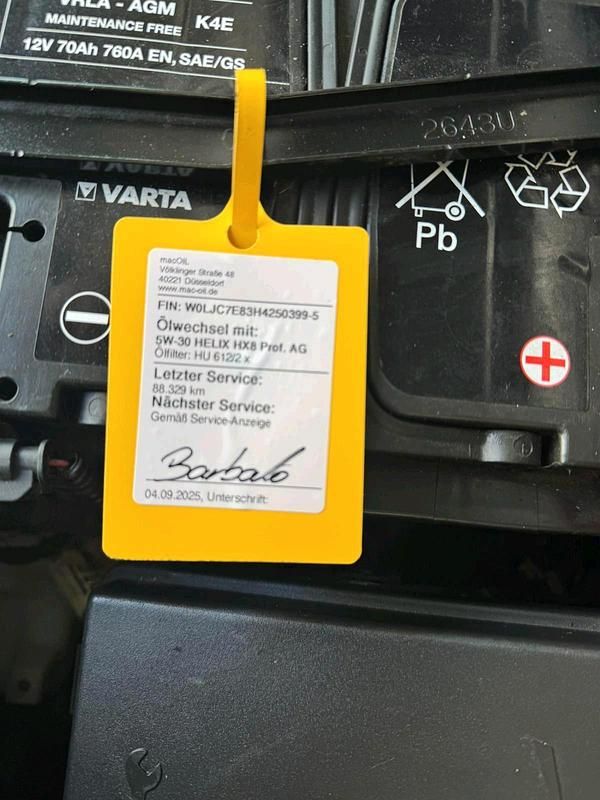 VRLA - AGM
MAINTENANCE FREE K4E
12V 70Ah 760A EN, SAE/GS
2643U
VARTA
Pb
macOIL
Völklinger Straße 48
40221 Düsseldorf
www.mac-oil.de
FIN: W0LJC7E83H4250399-5
Ölwechsel mit:
5W-30 HELIX HX8 Prof. AG
Ölfilter: HU 612/2 x
Letzter Service:
88.329 km
Nächster Service:
Gemäß Service-Anzeige
Barbato
04.09.2025, Unterschrift: